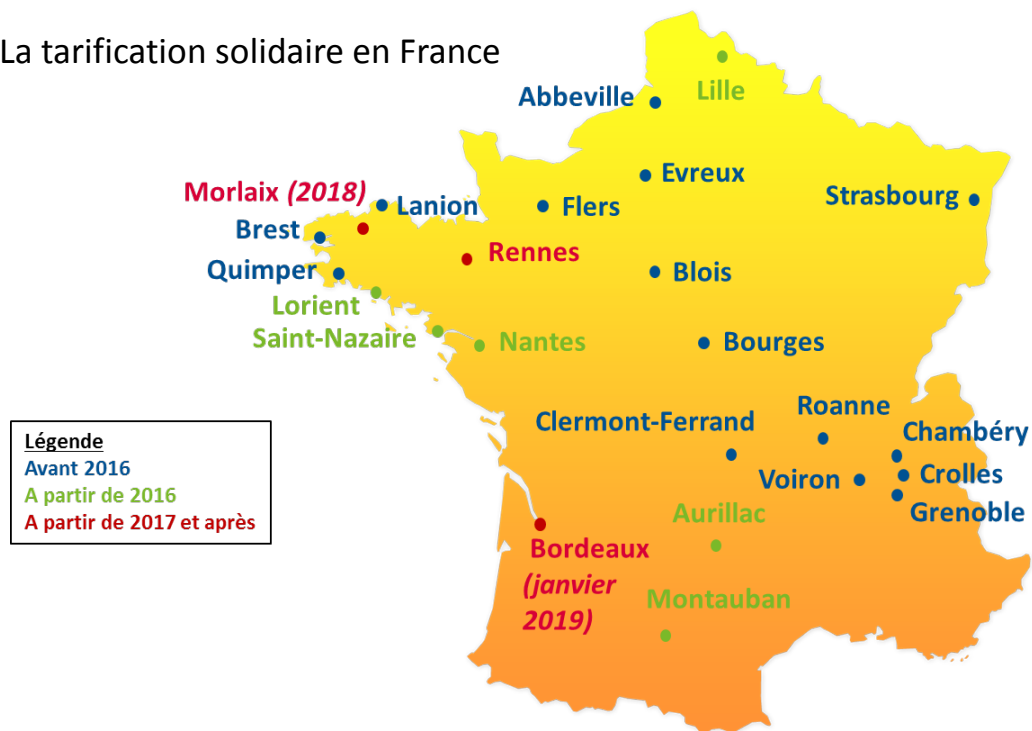 La tarification solidaire en France
Lille
Abbeville
Evreux
Strasbourg
Morlaix (2018)
Lanion
Flers
Brest
Rennes
Quimper
Blois
Lorient
Saint-Nazaire
Nantes
Bourges
Roanne
Clermont-Ferrand
Chambéry
Voiron
Crolles
Grenoble
Aurillac
Bordeaux
(janvier
2019)
Montauban
Légende
Avant 2016
A partir de 2016
A partir de 2017 et après